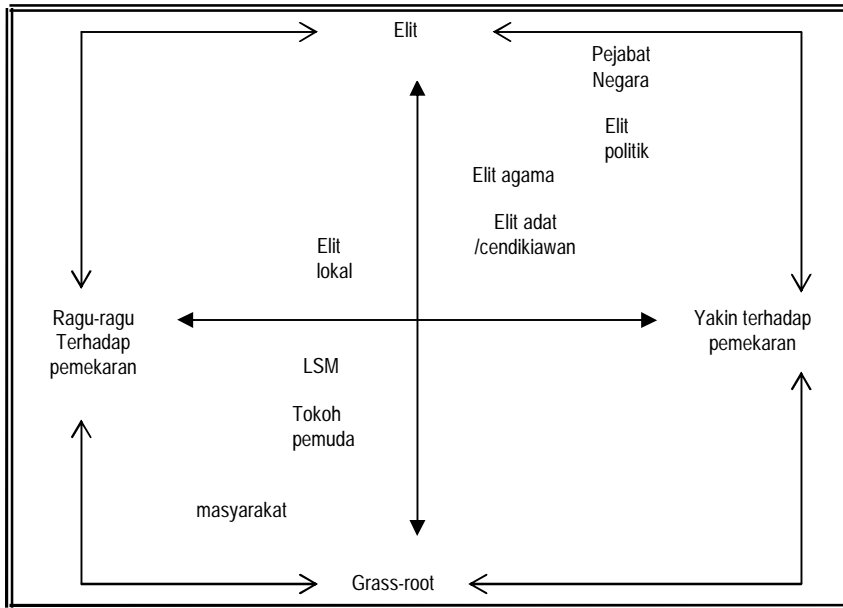 Elit
Pejabat
Negara
Elit
politik
Elit agama
Elit adat
/cendikiawan
Elit
lokal
Ragu-ragu
Terhadap
pemekaran
Yakin terhadap
pemekaran
LSM
Tokoh
pemuda
masyarakat
Grass-root